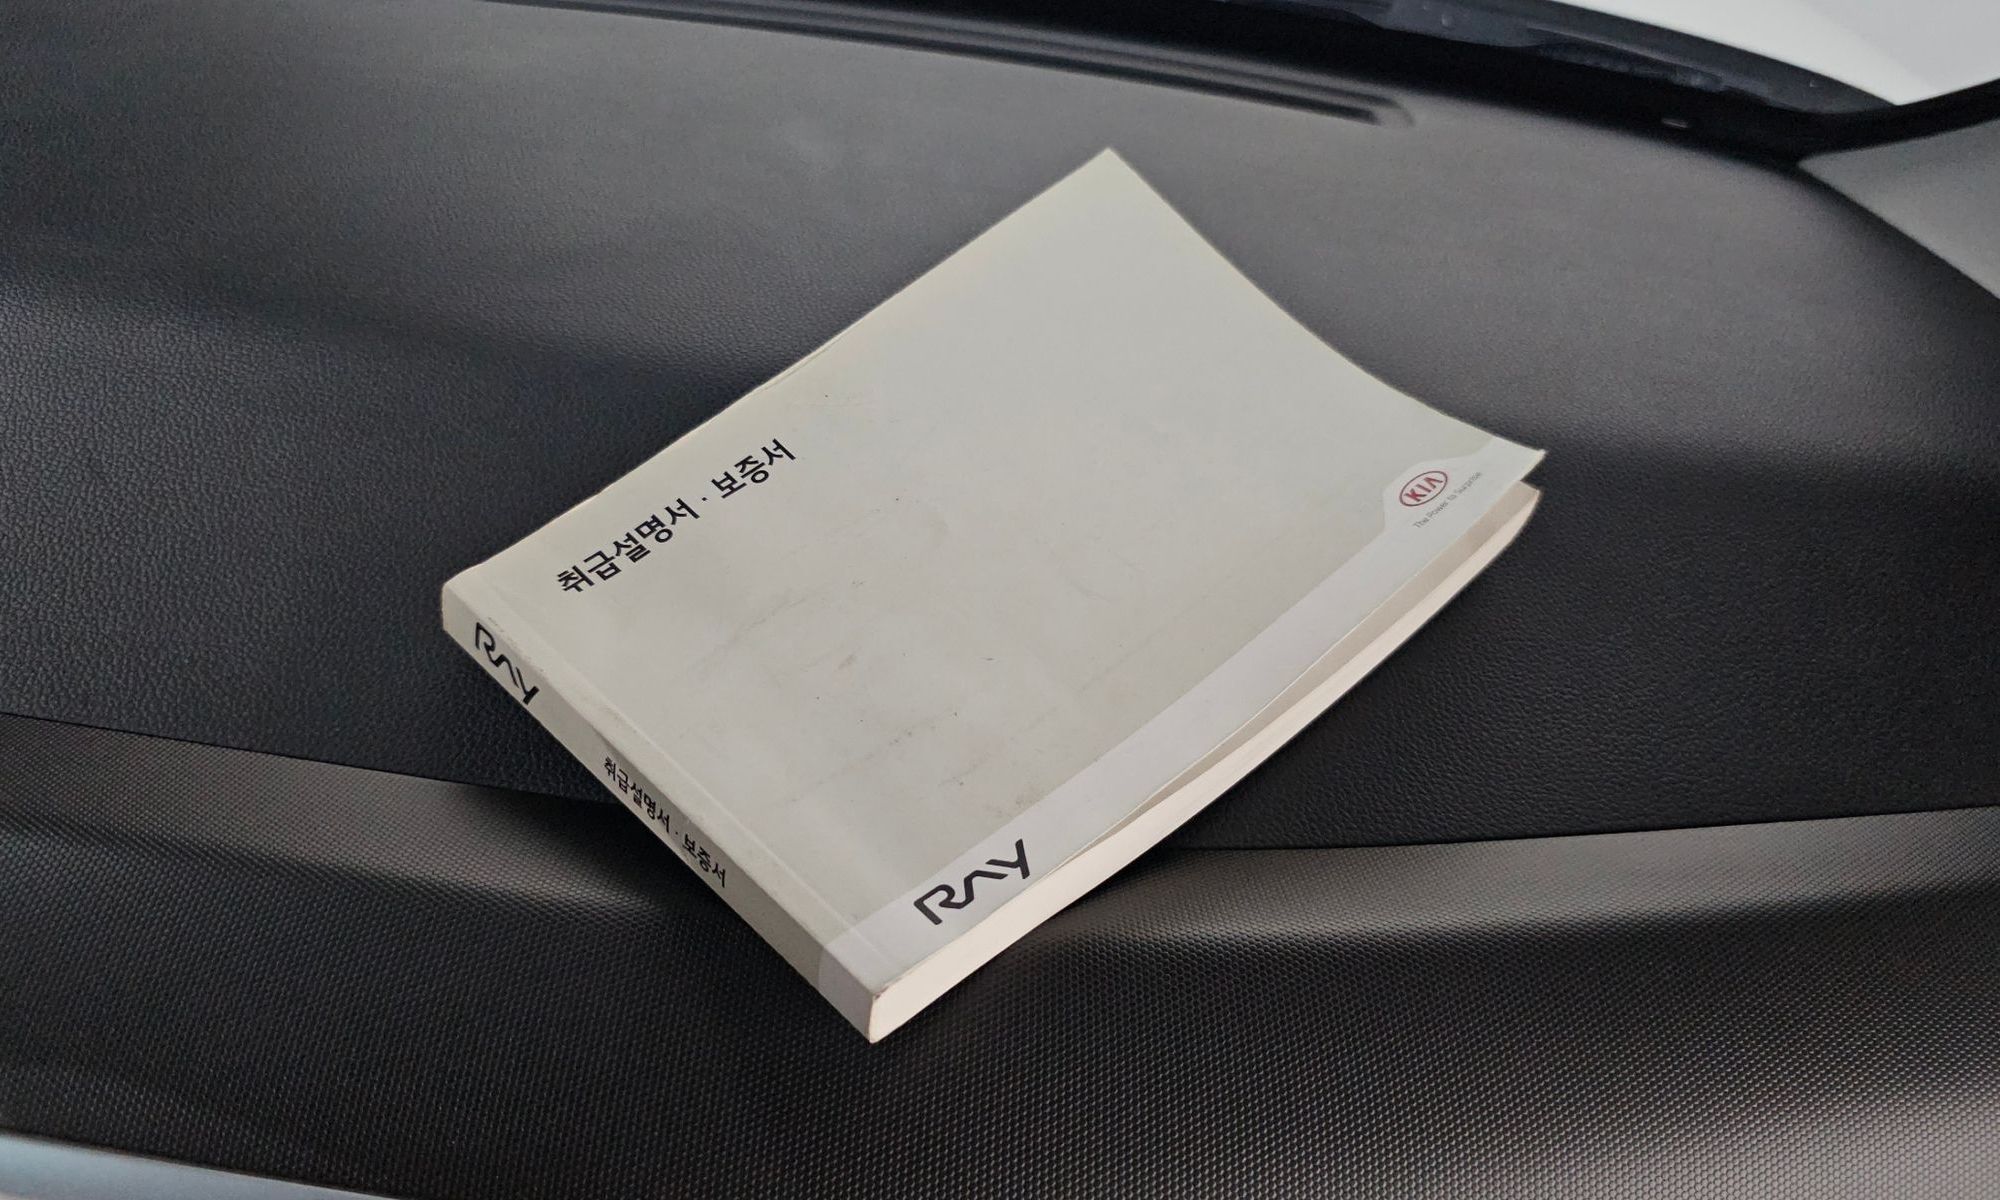 취급설명서 · 보증서
KIA
The Power to Surprise
RAY
RAY
취급설명서 · 보증서